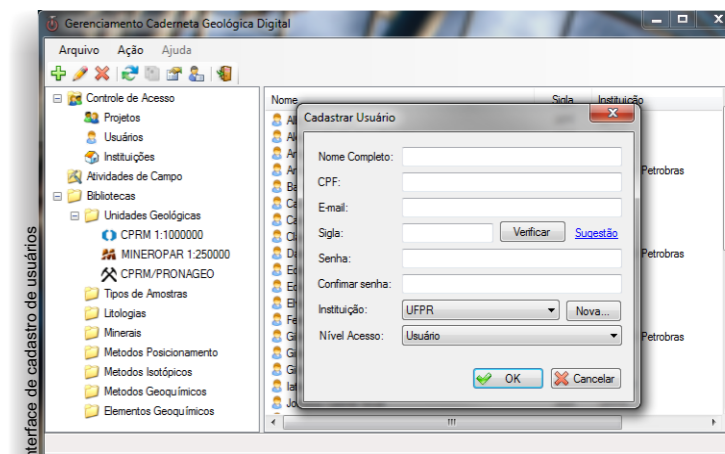 Gerenciamento Caderneta Geológica Digital
Arquivo Ação Ajuda
Controle de Acesso
Projetos
Usuários
Instituições
Atividades de Campo
Bibliotecas
Unidades Geológicas
CPRM 1:1000000
MINEROPAR 1:250000
CPRM/PRONAGEO
Tipos de Amostras
Litologias
Minerais
Metodos Posicionamento
Metodos Isotópicos
Metodos Geoquímicos
Elementos Geoquímicos
Nome Sigla Instituição
Petrobras
Petrobras
Petrobras
Cadastrar Usuário
Nome Completo:
CPF:
E-mail:
Sigla: Verificar Sugestão
Senha:
Confimar senha:
Instituição: UFPR Nova...
Nível Acesso: Usuário
OK Cancelar
nterface de cadastro de usuários